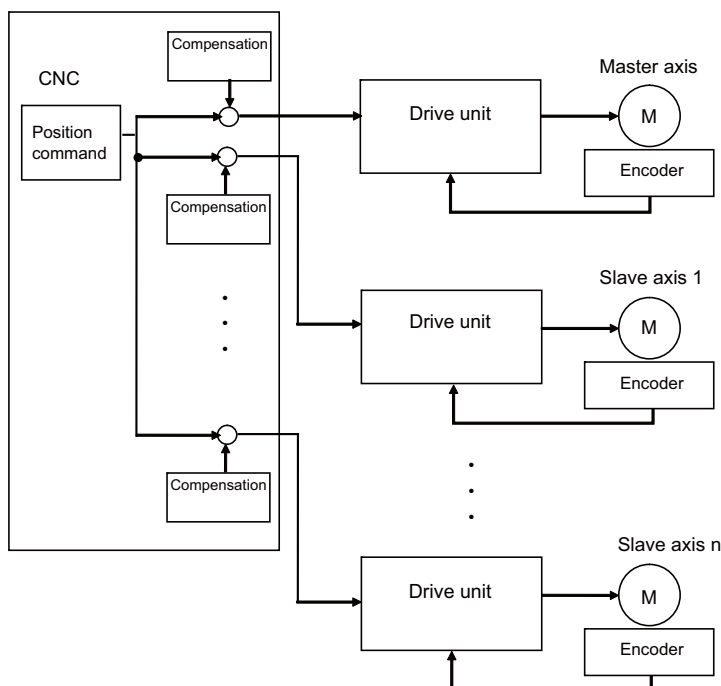 Compensation
CNC
Position
command
Compensation
Drive unit
Master axis
M
Encoder
Drive unit
Slave axis 1
M
Encoder
Compensation
Drive unit
Slave axis n
M
Encoder